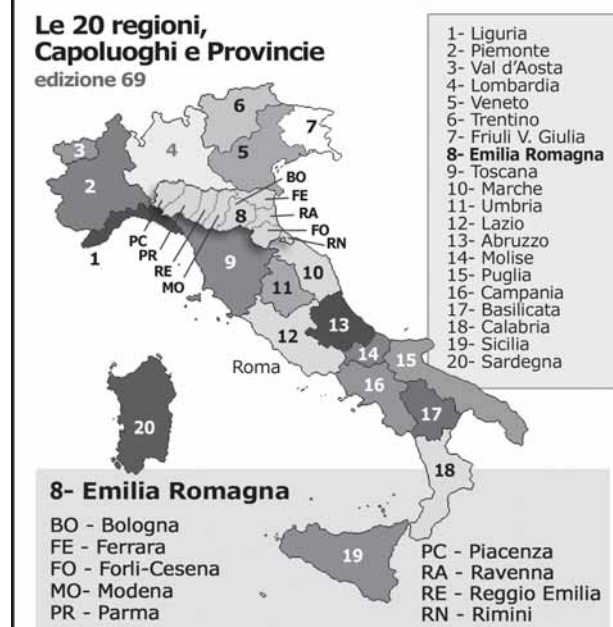 Le 20 regioni,
Capoluoghi e Provincie
edizione 69
1- Liguria
2- Piemonte
3- Val d'Aosta
4- Lombardia
5- Veneto
6- Trentino
7- Friuli V. Giulia
8- Emilia Romagna
9- Toscana
10- Marche
11- Umbria
12- Lazio
13- Abruzzo
14- Molise
15- Puglia
16- Campania
17- Basilicata
18- Calabria
19- Sicilia
20- Sardegna
6
7
3
4
5
2
BO
FE
8
RA
PC
FO
PR
RN
1
RE
9
10
MO
11
12
13
Roma
14
15
16
17
20
18
19
8- Emilia Romagna
BO - Bologna
FE - Ferrara
FO - Forli-Cesena
MO- Modena
PR - Parma
PC - Piacenza
RA - Ravenna
RE - Reggio Emilia
RN - Rimini